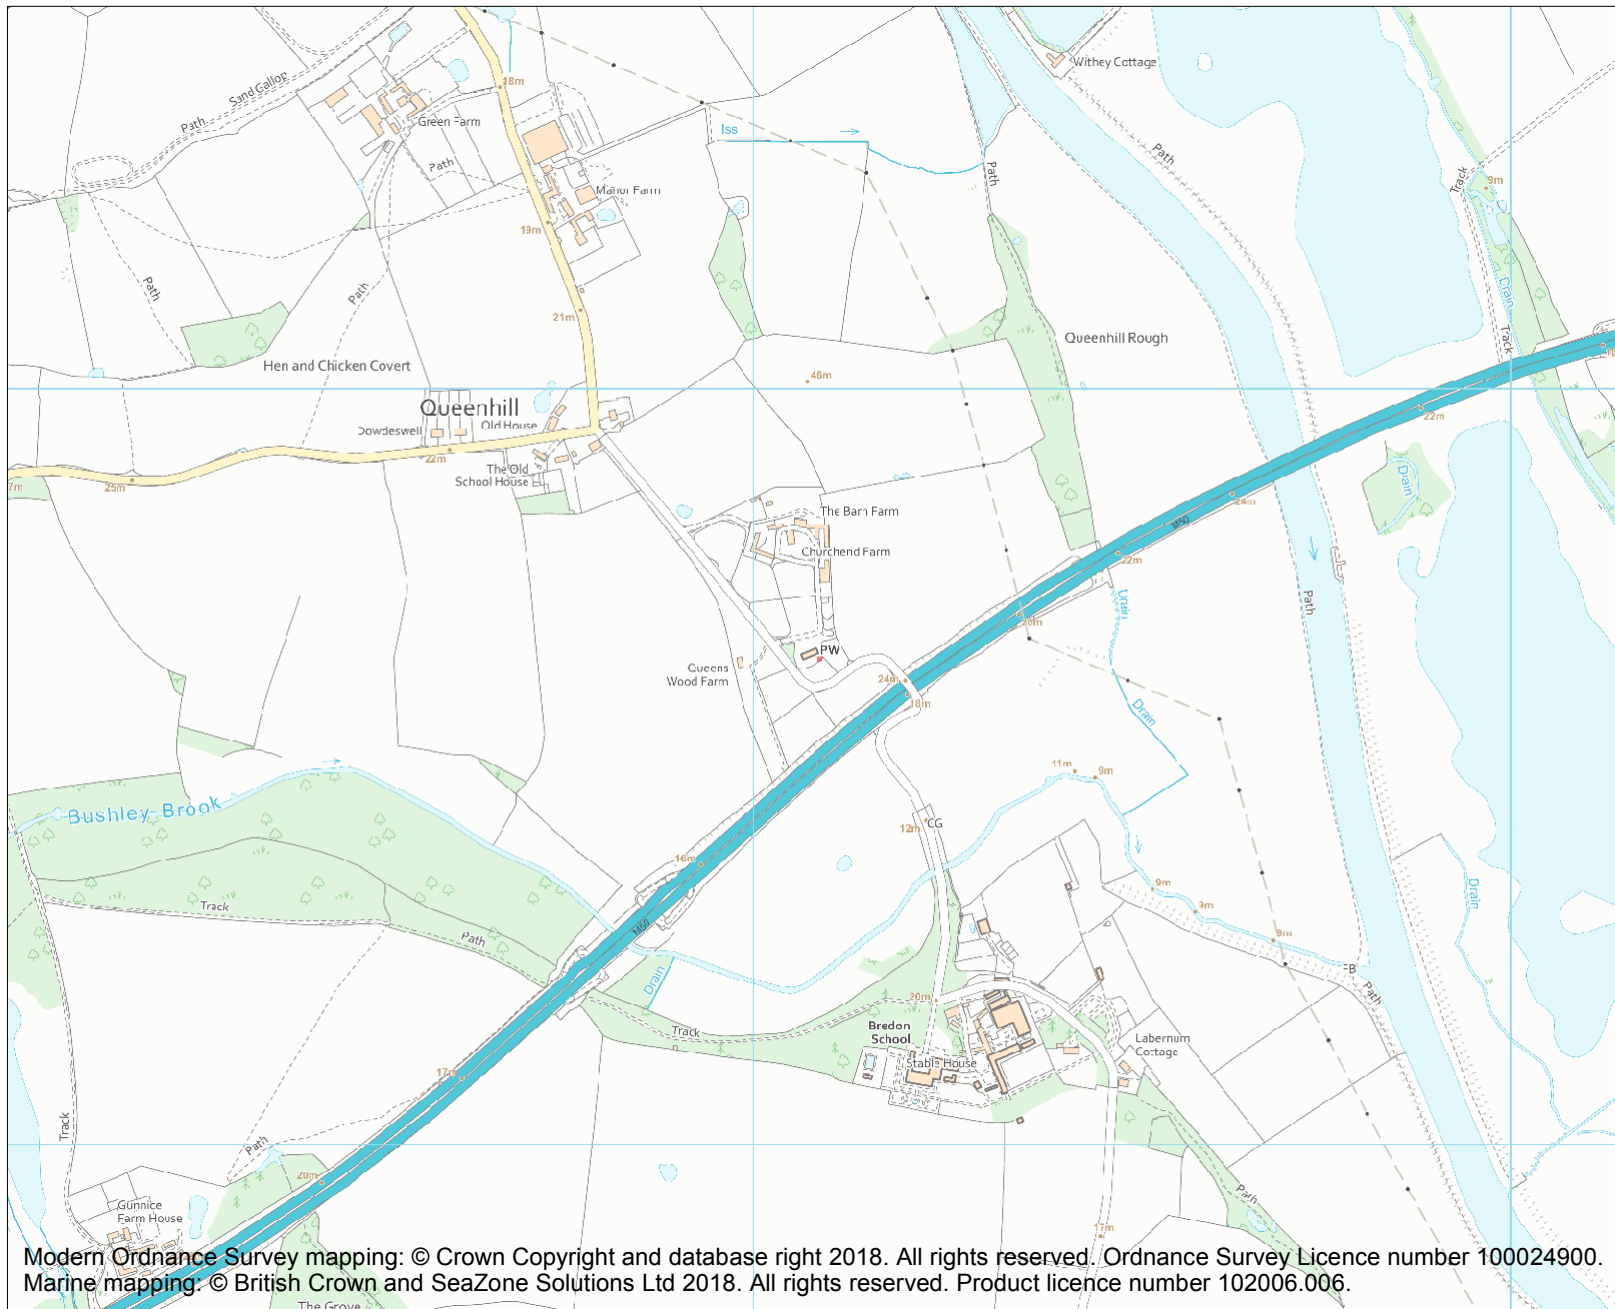 Withey Cottage
18m
Sand Gallop
Path
Green Farm
Iss
Path
Path
Path
Track
9m
Manor Farm
19m
Path
Path
Drain
21m
Track
Queenhill Rough
Hen and Chicken Covert
46m
Queenhill
22m
Dowdeswell
Old House
22m
The Old
School House
7m
25m
Drain
24m
The Barn Farm
M50
Churchend Farm
22m
Drain
Path
20m
PW
Queens
Wood Farm
24m
18m
Drain
11m
9m
Bushley Brook
CG
12m
16m
9m
Drain
Track
9m
M50
Path
9m
FB
Drain
Path
20m
Bredon
School
Track
Labernum
Cottage
Stable House
17m
Track
Path
20m
Path
Gunnice
Farm House
17m
Modern Ordnance Survey mapping: © Crown Copyright and database right 2018. All rights reserved. Ordnance Survey Licence number 100024900.
Marine mapping: © British Crown and SeaZone Solutions Ltd 2018. All rights reserved. Product licence number 102006.006.
The Grove